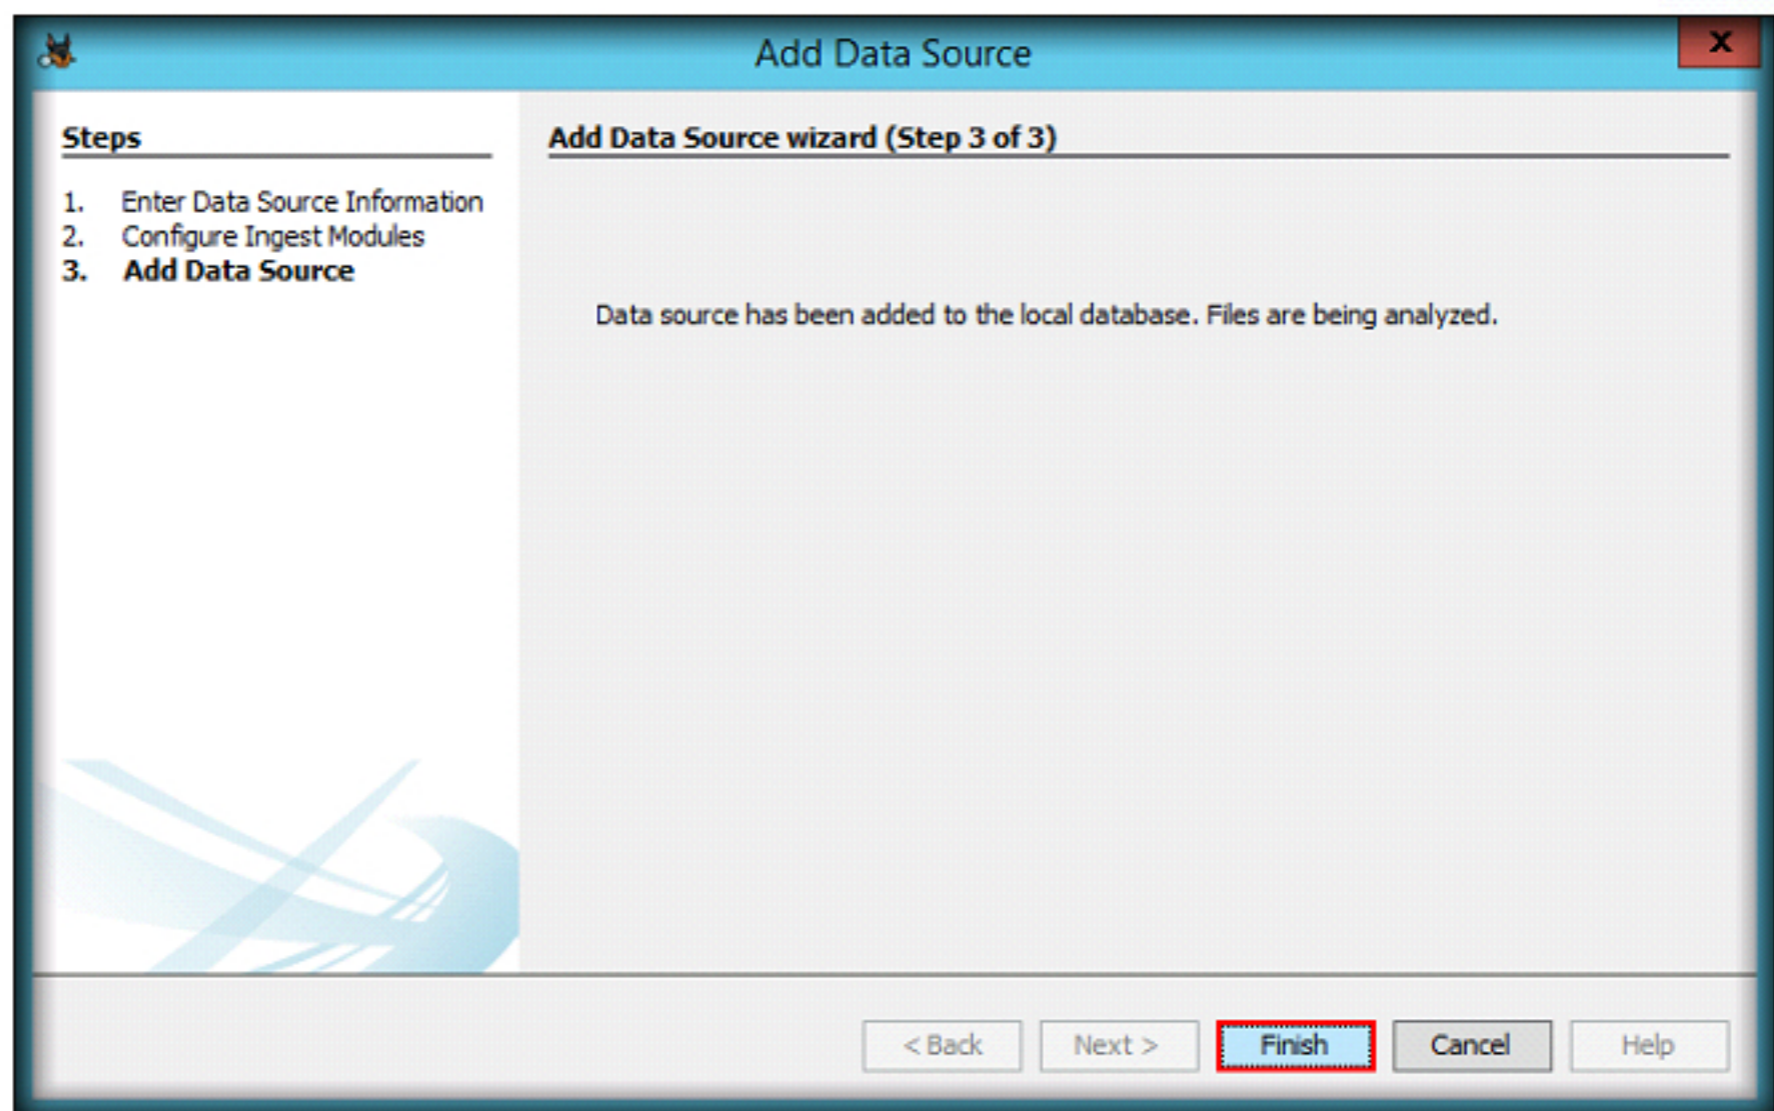 Add Data Source
X
Steps
1. Enter Data Source Information
2. Configure Ingest Modules
3. Add Data Source
Add Data Source wizard (Step 3 of 3)
Data source has been added to the local database. Files are being analyzed.
< Back
Next >
Finish
Cancel
Help